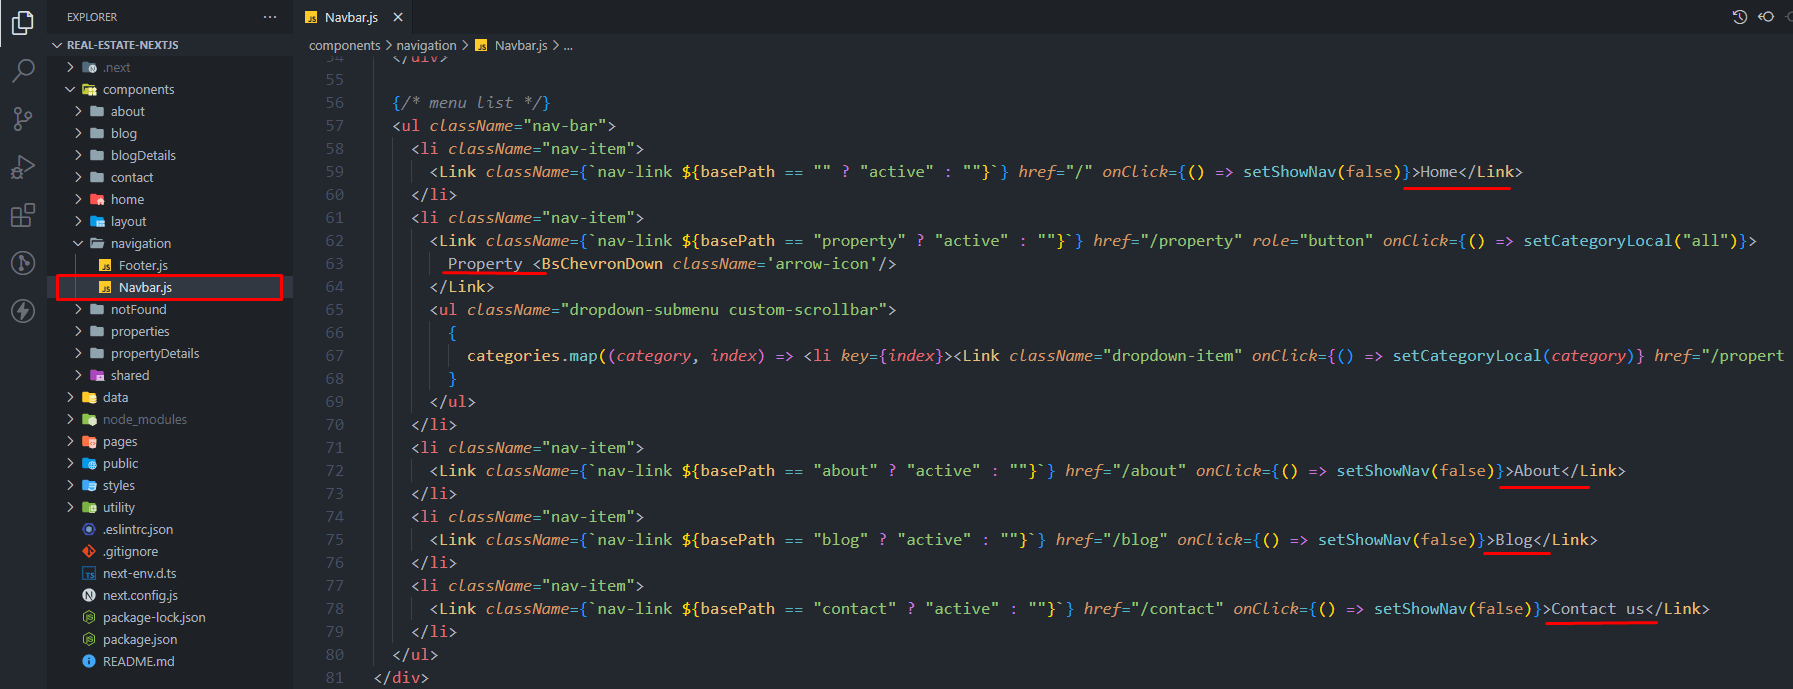 EXPLORER
REAL-ESTATE-NEXTJS
.next
components
about
blog
blogDetails
contact
home
layout
navigation
Footer.js
Navbar.js
notFound
properties
propertyDetails
shared
data
node_modules
pages
public
styles
utility
.eslintrc.json
.gitignore
next-env.d.ts
next.config.js
package-lock.json
package.json
README.md
Navbar.js
components > navigation > Navbar.js > ...
54 </div>
55
56 {/* menu list */}
57 <ul className="nav-bar">
58 <li className="nav-item">
59 <Link className={`nav-link ${basePath == "" ? "active" : ""}`} href="/" onClick={() => setShowNav(false)}>Home</Link>
60 </li>
61 <li className="nav-item">
62 <Link className={`nav-link ${basePath == "property" ? "active" : ""}`} href="/property" role="button" onClick={() => setCategoryLocal("all")}>
63 Property <BsChevronDown className='arrow-icon'/>
64 </Link>
65 <ul className="dropdown-submenu custom-scrollbar">
66 {
67 categories.map((category, index) => <li key={index}><Link className="dropdown-item" onClick={() => setCategoryLocal(category)} href="/propert
68 }
69 </ul>
70 </li>
71 <li className="nav-item">
72 <Link className={`nav-link ${basePath == "about" ? "active" : ""}`} href="/about" onClick={() => setShowNav(false)}>About</Link>
73 </li>
74 <li className="nav-item">
75 <Link className={`nav-link ${basePath == "blog" ? "active" : ""}`} href="/blog" onClick={() => setShowNav(false)}>Blog</Link>
76 </li>
77 <li className="nav-item">
78 <Link className={`nav-link ${basePath == "contact" ? "active" : ""}`} href="/contact" onClick={() => setShowNav(false)}>Contact us</Link>
79 </li>
80 </ul>
81 </div>